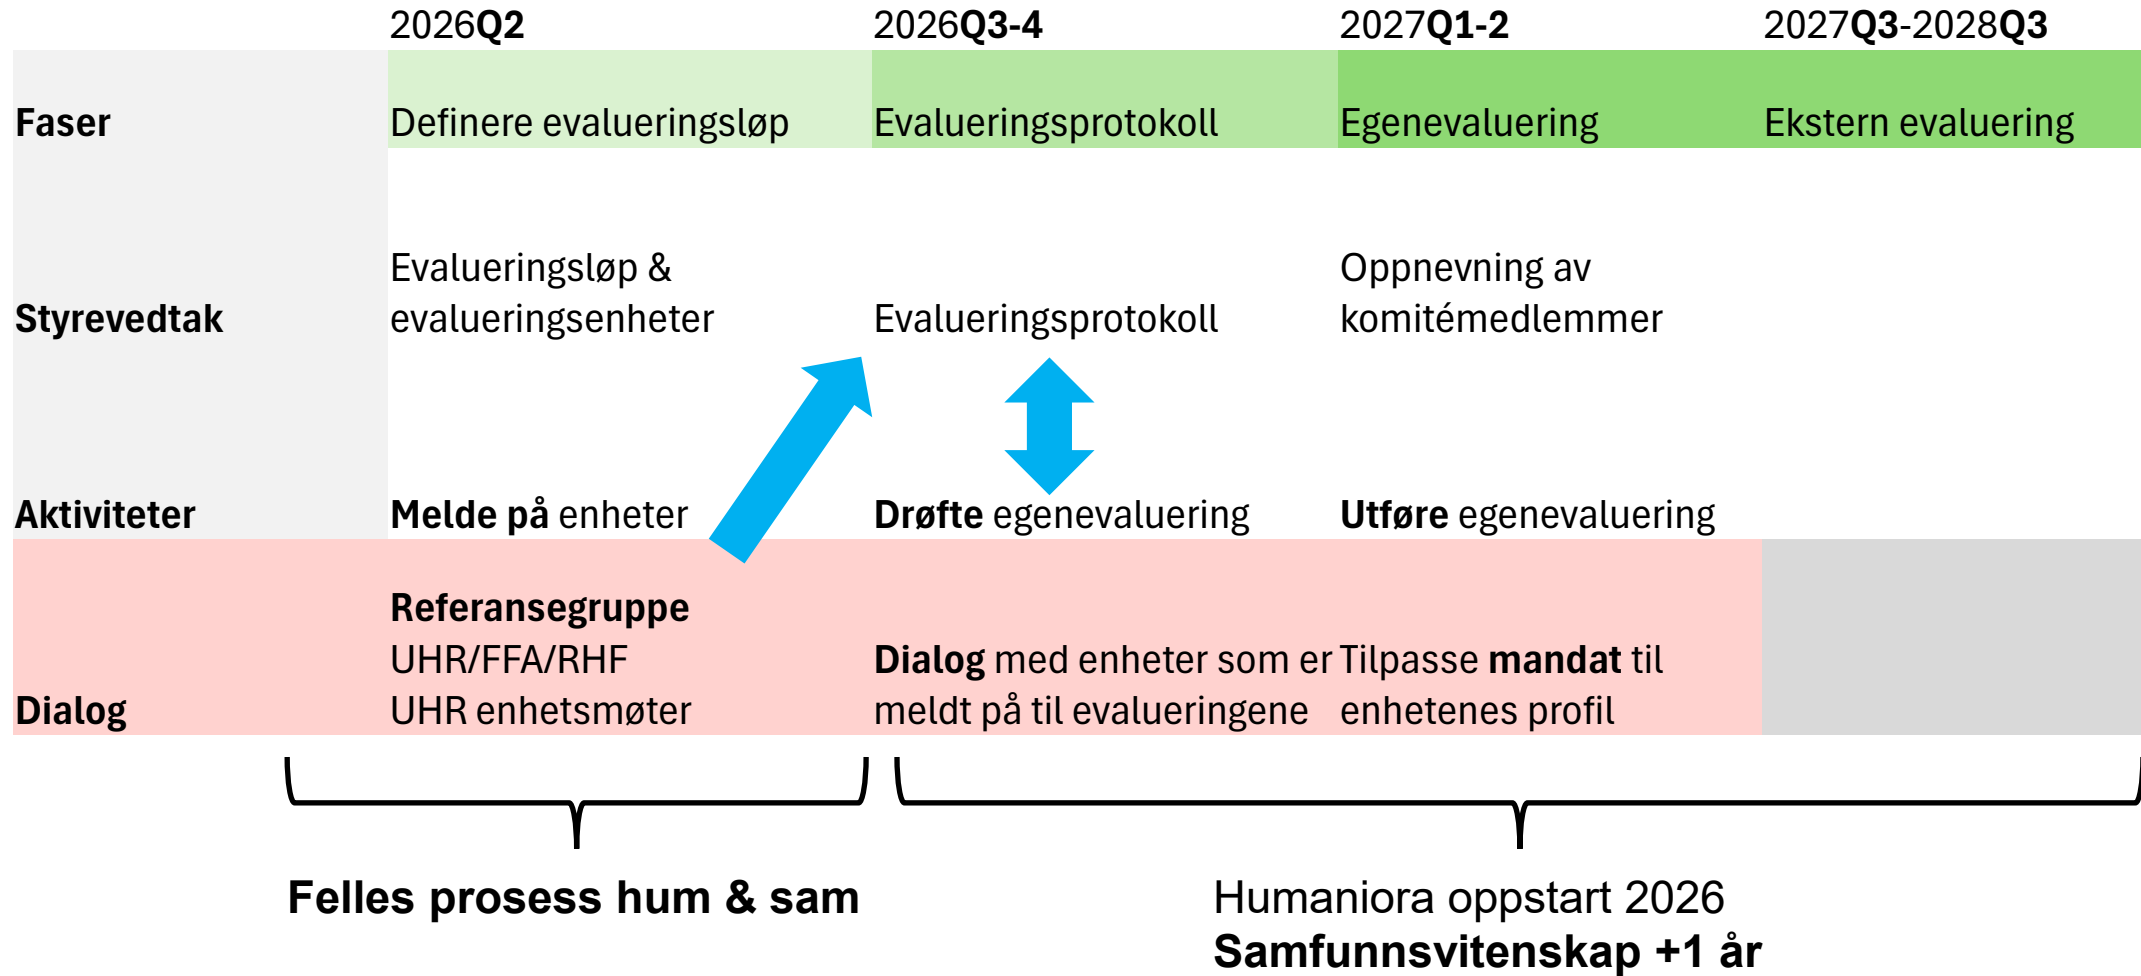 2026Q2 2026Q3-4 2027Q1-2 2027Q3-2028Q3
Faser Definere evalueringsløp Evalueringsprotokoll Egenevaluering Ekstern evaluering
Evalueringsløp & Oppnevning av
Styrevedtak evalueringsenheter Evalueringsprotokoll komitémedlemmer
Aktiviteter Melde på enheter Drøfte egenevaluering Utføre egenevaluering
Referansegruppe
UHR/FFA/RHF Dialog med enheter som er Tilpasse mandat til
Dialog UHR enhetsmøter meldt på til evalueringene enhetenes profil
Felles prosess hum & sam Humaniora oppstart 2026
Samfunnsvitenskap +1 år